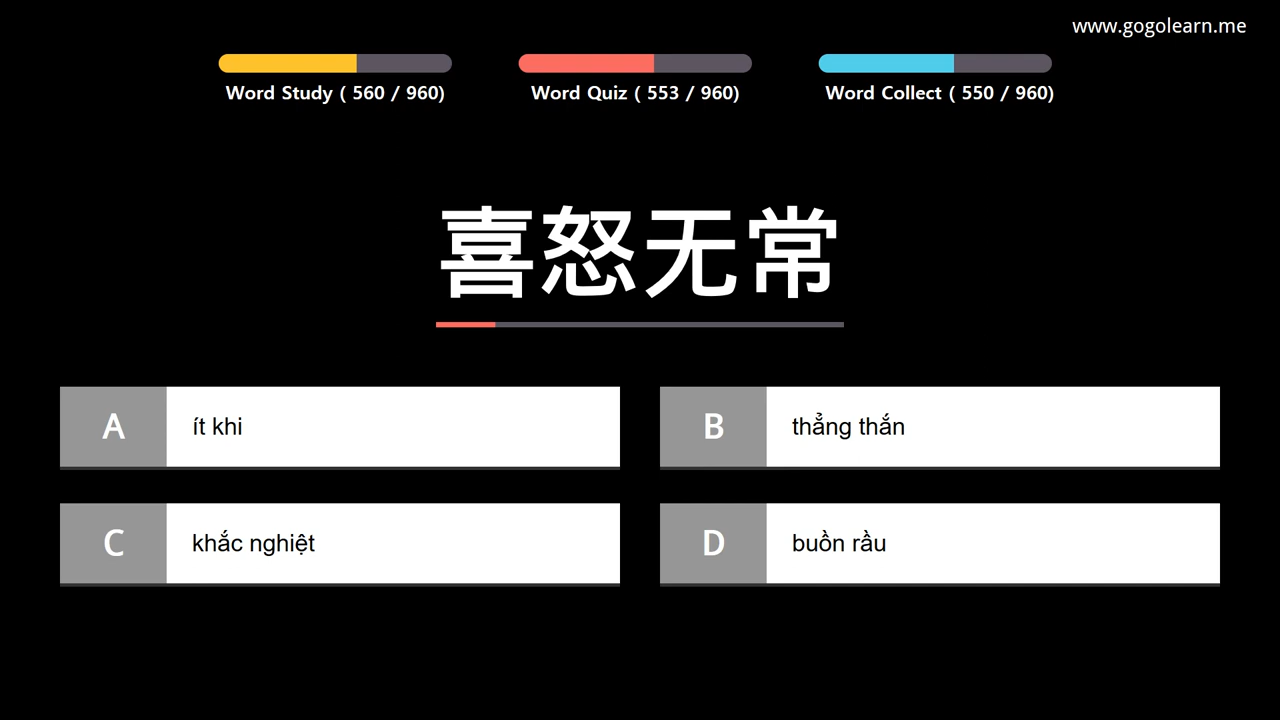 www.gogolearn.me
Word Study ( 560 / 960)
Word Quiz ( 553 / 960)
Word Collect ( 550 / 960)
喜怒无常
A
ít khi
B
thẳng thắn
C
khắc nghiệt
D
buồn rầu